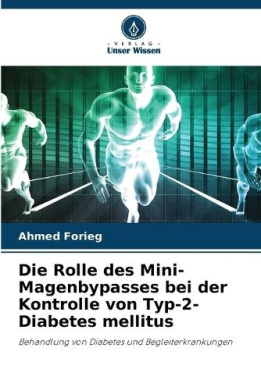 - VERLAG -
Unser Wissen
Ahmed Forieg
Die Rolle des Mini-
Magenbypasses bei der
Kontrolle von Typ-2-
Diabetes mellitus
Behandlung von Diabetes und Begleiterkrankungen